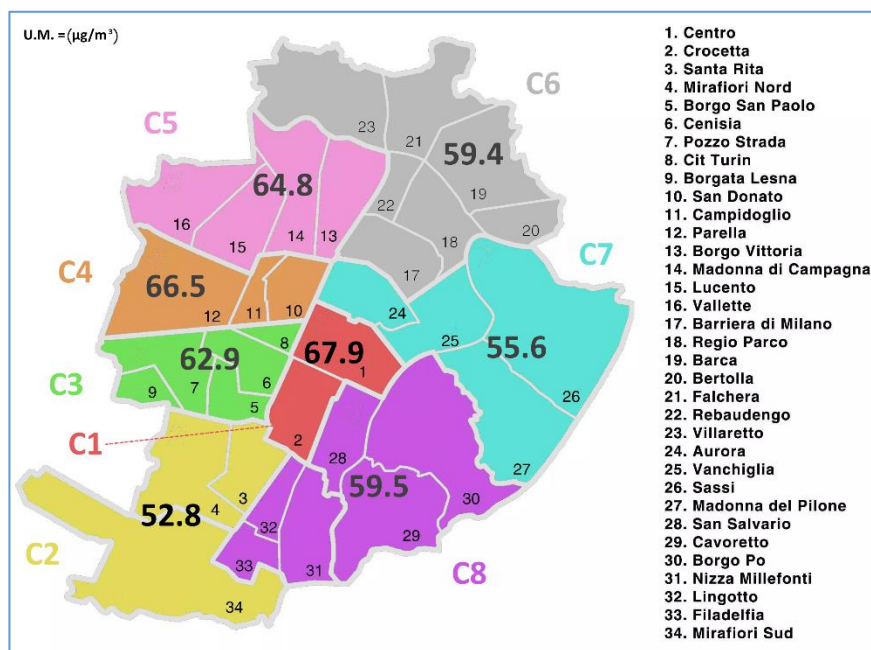 U.M. =(µg/m³)
C6
C5
23
21
59.4
64.8
19
22
16
20
14
13
18
15
C7
C4
17
66.5
10
11
24
12
8
25
67.9
55.6
62.9
1
C3
7
6
26
9
5
C1
2
28
27
3
59.5
30
4
52.8
32
29
C2
33
31
C8
34
1. Centro
2. Crocetta
3. Santa Rita
4. Mirafiori Nord
5. Borgo San Paolo
6. Cenisia
7. Pozzo Strada
8. Cit Turin
9. Borgata Lesna
10. San Donato
11. Campidoglio
12. Parella
13. Borgo Vittoria
14. Madonna di Campagna
15. Lucento
16. Vallette
17. Barriera di Milano
18. Regio Parco
19. Barca
20. Bertolla
21. Falchera
22. Rebaudengo
23. Villaretto
24. Aurora
25. Vanchiglia
26. Sassi
27. Madonna del Pilone
28. San Salvario
29. Cavoretto
30. Borgo Po
31. Nizza Millefonti
32. Lingotto
33. Filadelfia
34. Mirafiori Sud